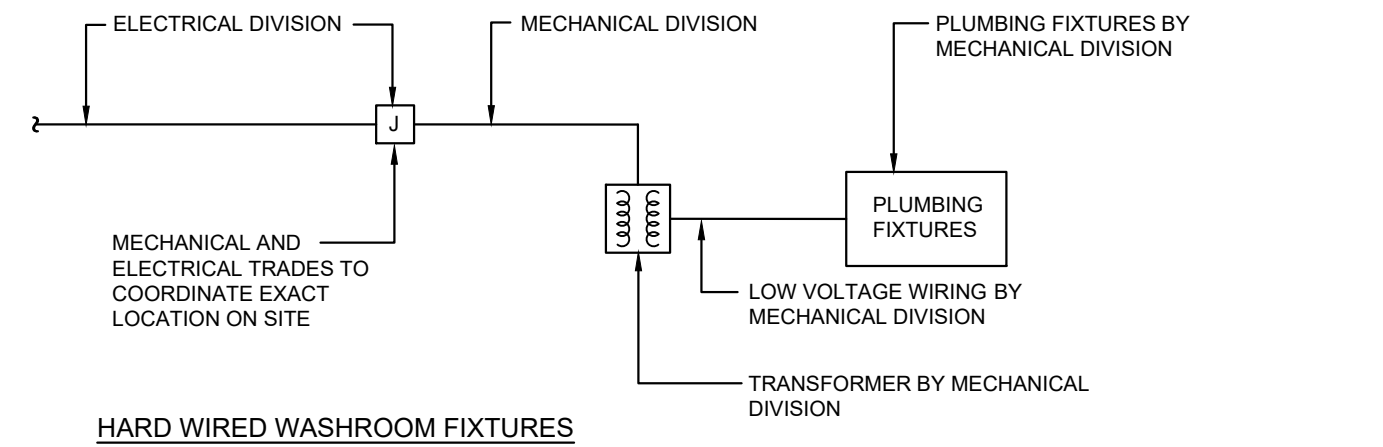 ELECTRICAL DIVISION
MECHANICAL DIVISION
PLUMBING FIXTURES BY
MECHANICAL DIVISION
J
PLUMBING
FIXTURES
MECHANICAL AND
ELECTRICAL TRADES TO
COORDINATE EXACT
LOCATION ON SITE
LOW VOLTAGE WIRING BY
MECHANICAL DIVISION
TRANSFORMER BY MECHANICAL
DIVISION
HARD WIRED WASHROOM FIXTURES